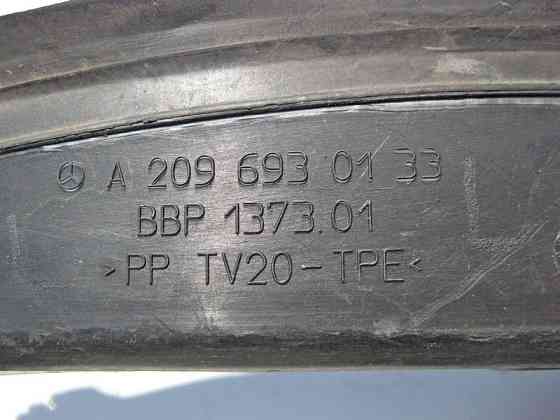 A 209 693 01 33
BBP 1373.01
>PP TV20-TPE<